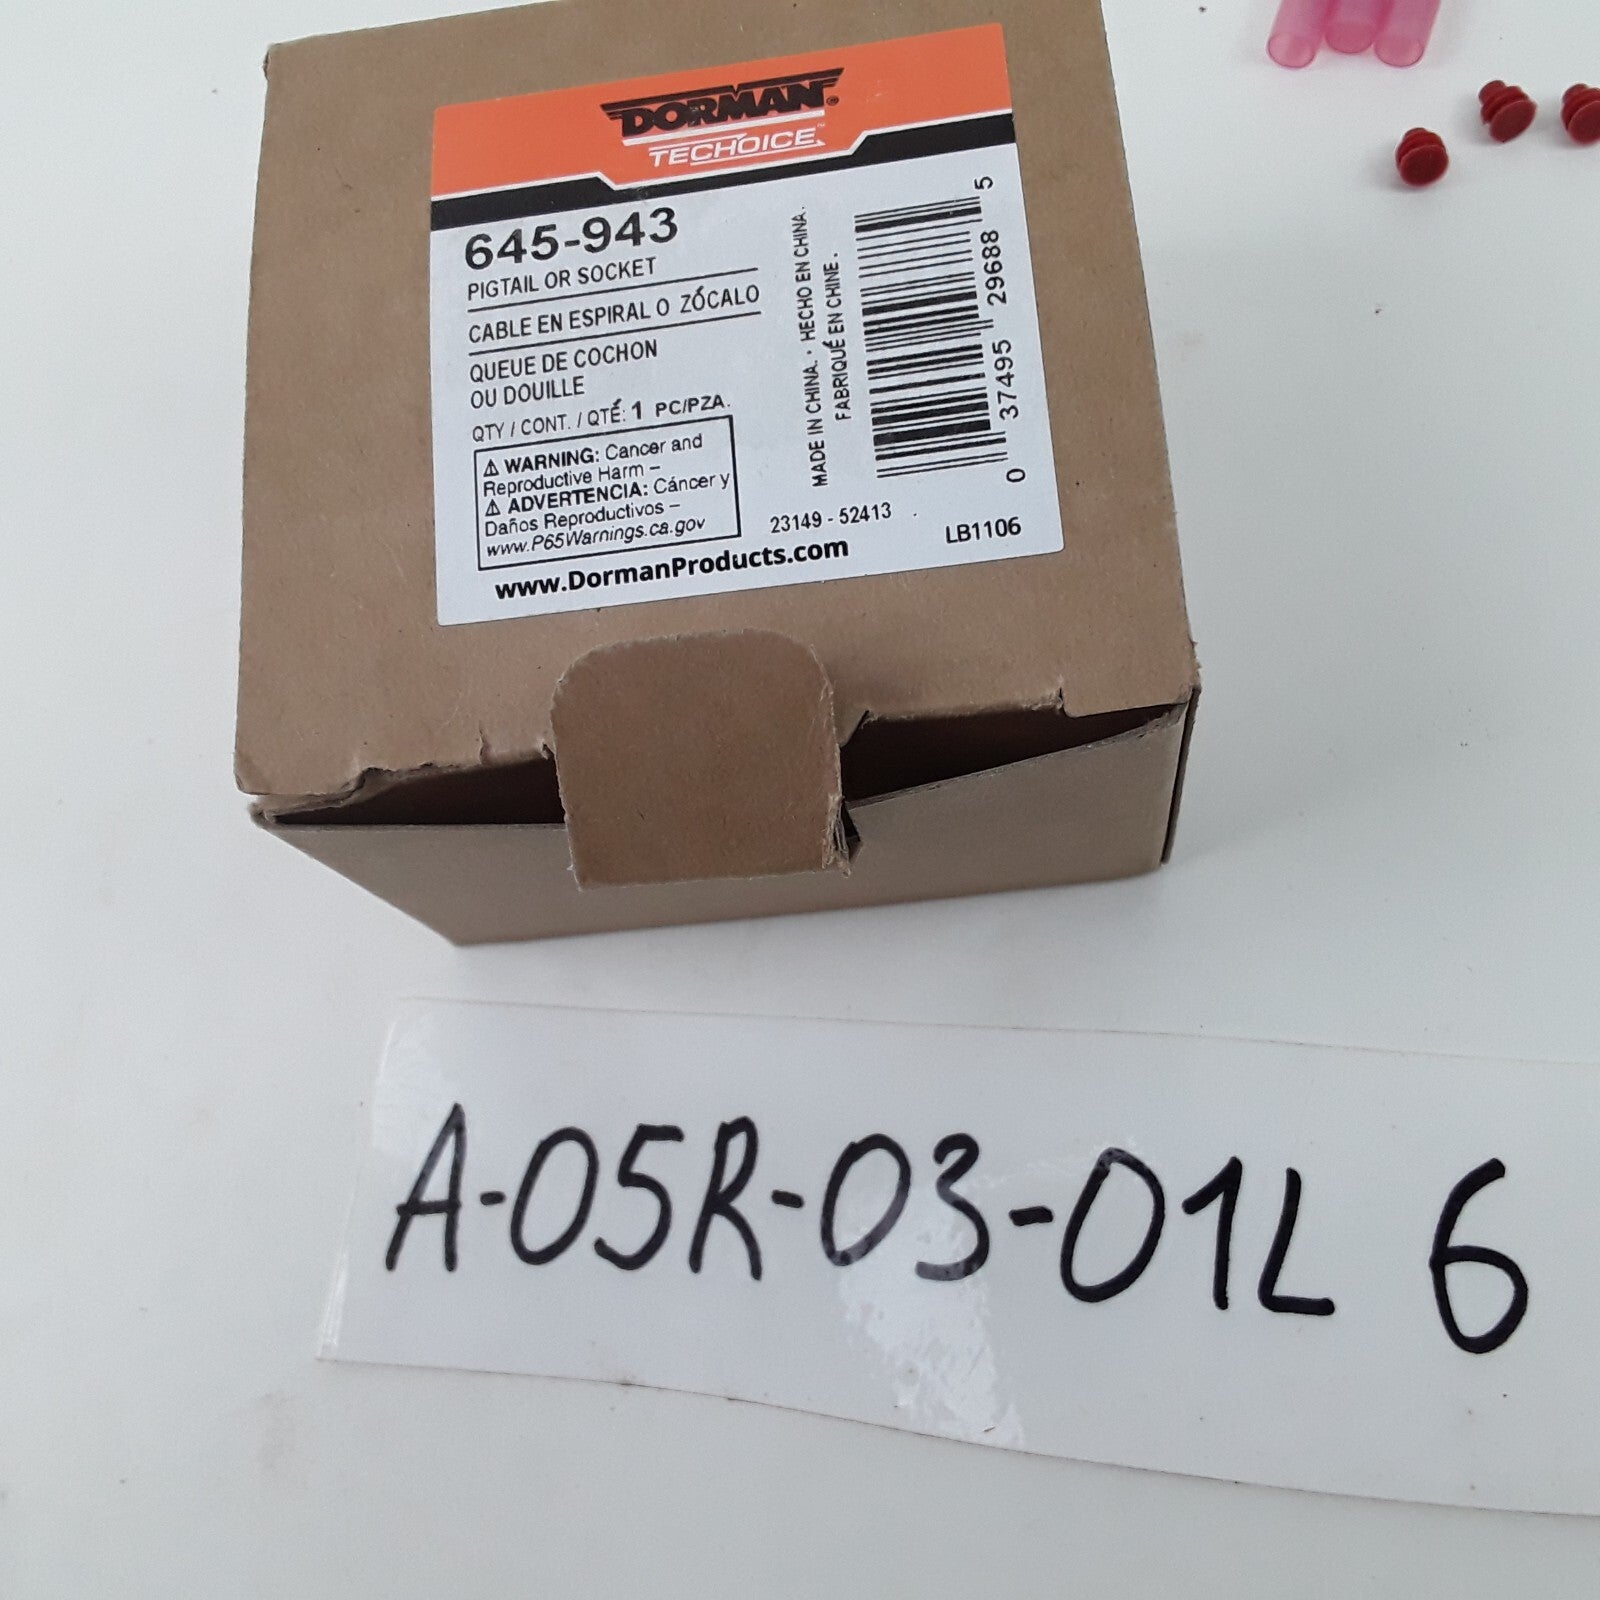 DORMAN®
TECHOICE™
645-943
PIGTAIL OR SOCKET
CABLE EN ESPIRAL O ZÓCALO
QUEUE DE COCHON
OU DOUILLE
QTY / CONT. / QTÉ: 1 PC/PZA.
⚠ WARNING: Cancer and
Reproductive Harm –
⚠ ADVERTENCIA: Cáncer y
Daños Reproductivos –
www.P65Warnings.ca.gov
MADE IN CHINA. · HECHO EN CHINA.
FABRIQUÉ EN CHINE.
0 37495 29688 5
23149 - 52413
LB1106
www.DormanProducts.com
A-05R-03-01L 6